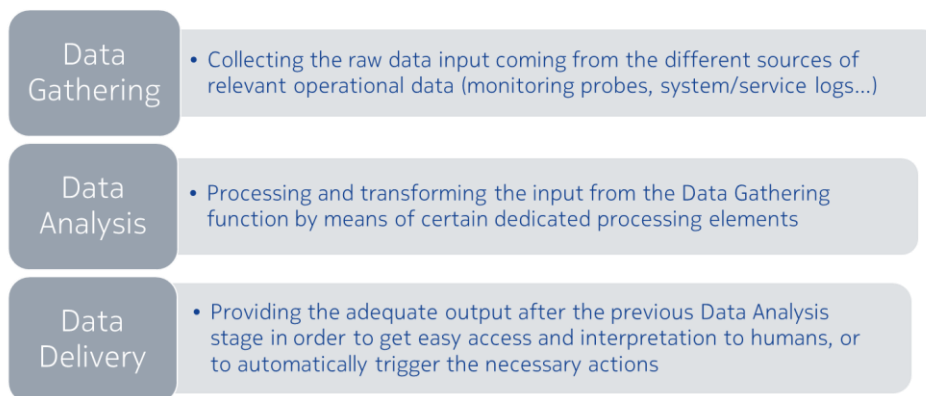 Data
Gathering
• Collecting the raw data input coming from the different sources of
relevant operational data (monitoring probes, system/service logs...)
Data
Analysis
• Processing and transforming the input from the Data Gathering
function by means of certain dedicated processing elements
Data
Delivery
• Providing the adequate output after the previous Data Analysis
stage in order to get easy access and interpretation to humans, or
to automatically trigger the necessary actions